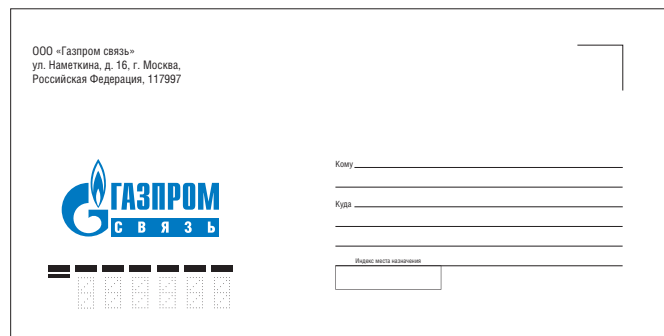 ООО «Газпром связь»
ул. Наметкина, д. 16, г. Москва,
Российская Федерация, 117997
ГАЗПРОМ
СВЯЗЬ
Кому
Куда
Индекс места назначения